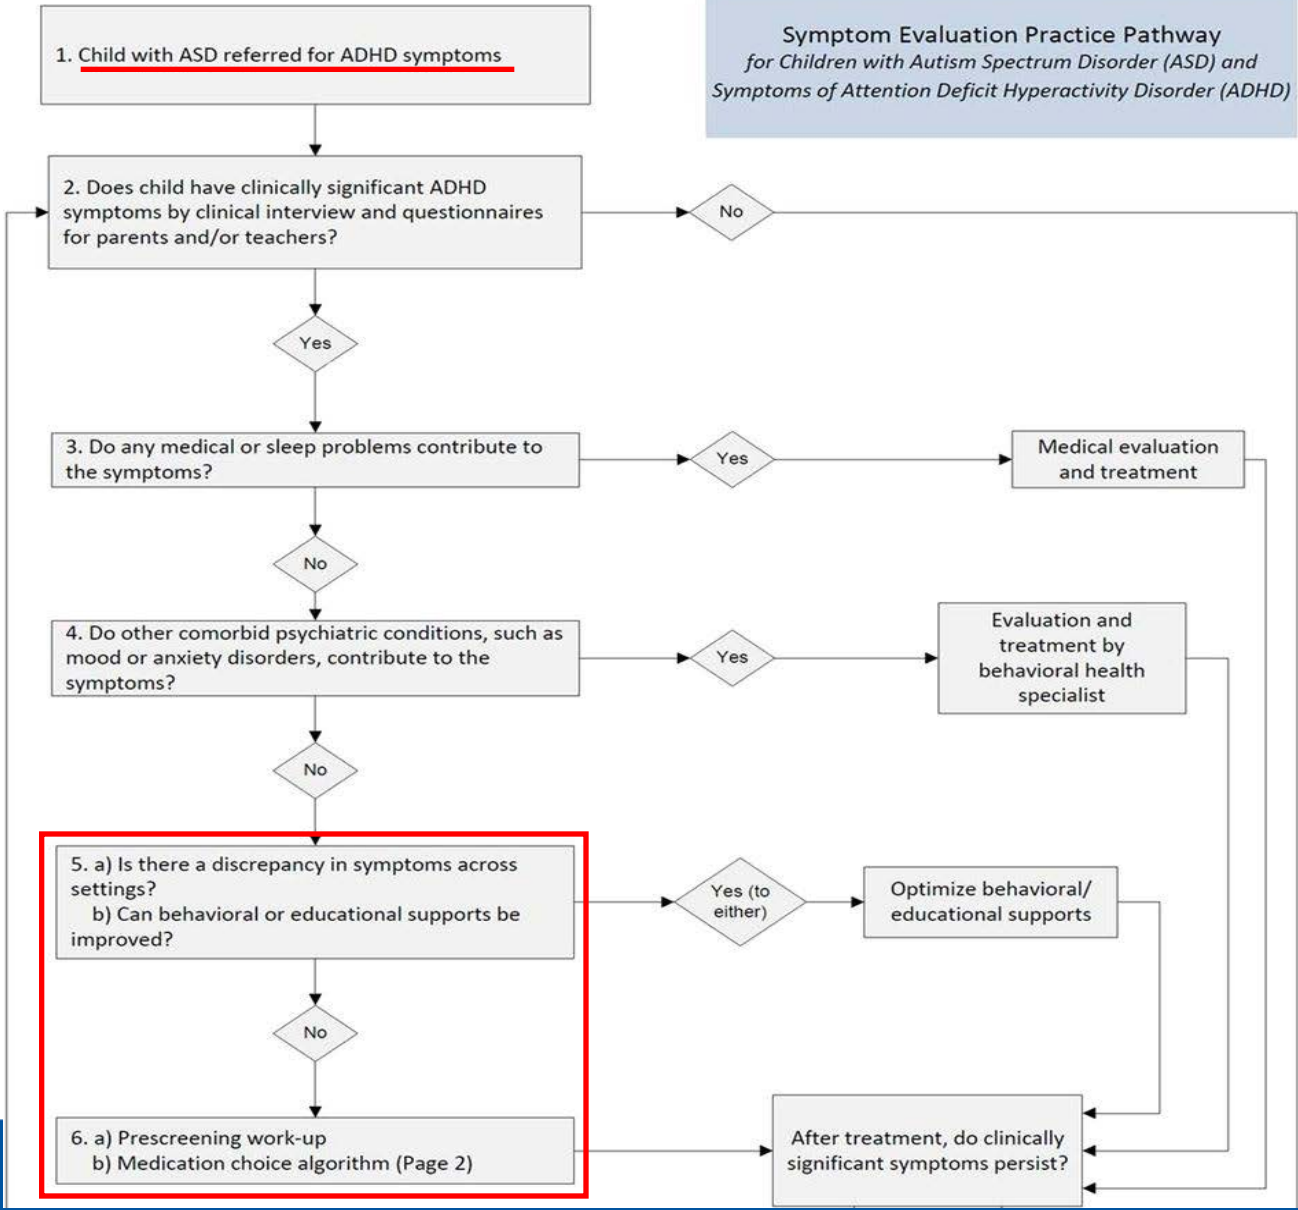 Symptom Evaluation Practice Pathway
for Children with Autism Spectrum Disorder (ASD) and
Symptoms of Attention Deficit Hyperactivity Disorder (ADHD)
1. Child with ASD referred for ADHD symptoms
2. Does child have clinically significant ADHD
symptoms by clinical interview and questionnaires
for parents and/or teachers?
No
Yes
3. Do any medical or sleep problems contribute to
the symptoms?
Yes
Medical evaluation
and treatment
No
4. Do other comorbid psychiatric conditions, such as
mood or anxiety disorders, contribute to the
symptoms?
Yes
Evaluation and
treatment by
behavioral health
specialist
No
5. a) Is there a discrepancy in symptoms across
settings?
b) Can behavioral or educational supports be
improved?
Yes (to
either)
Optimize behavioral/
educational supports
No
6. a) Prescreening work-up
b) Medication choice algorithm (Page 2)
After treatment, do clinically
significant symptoms persist?